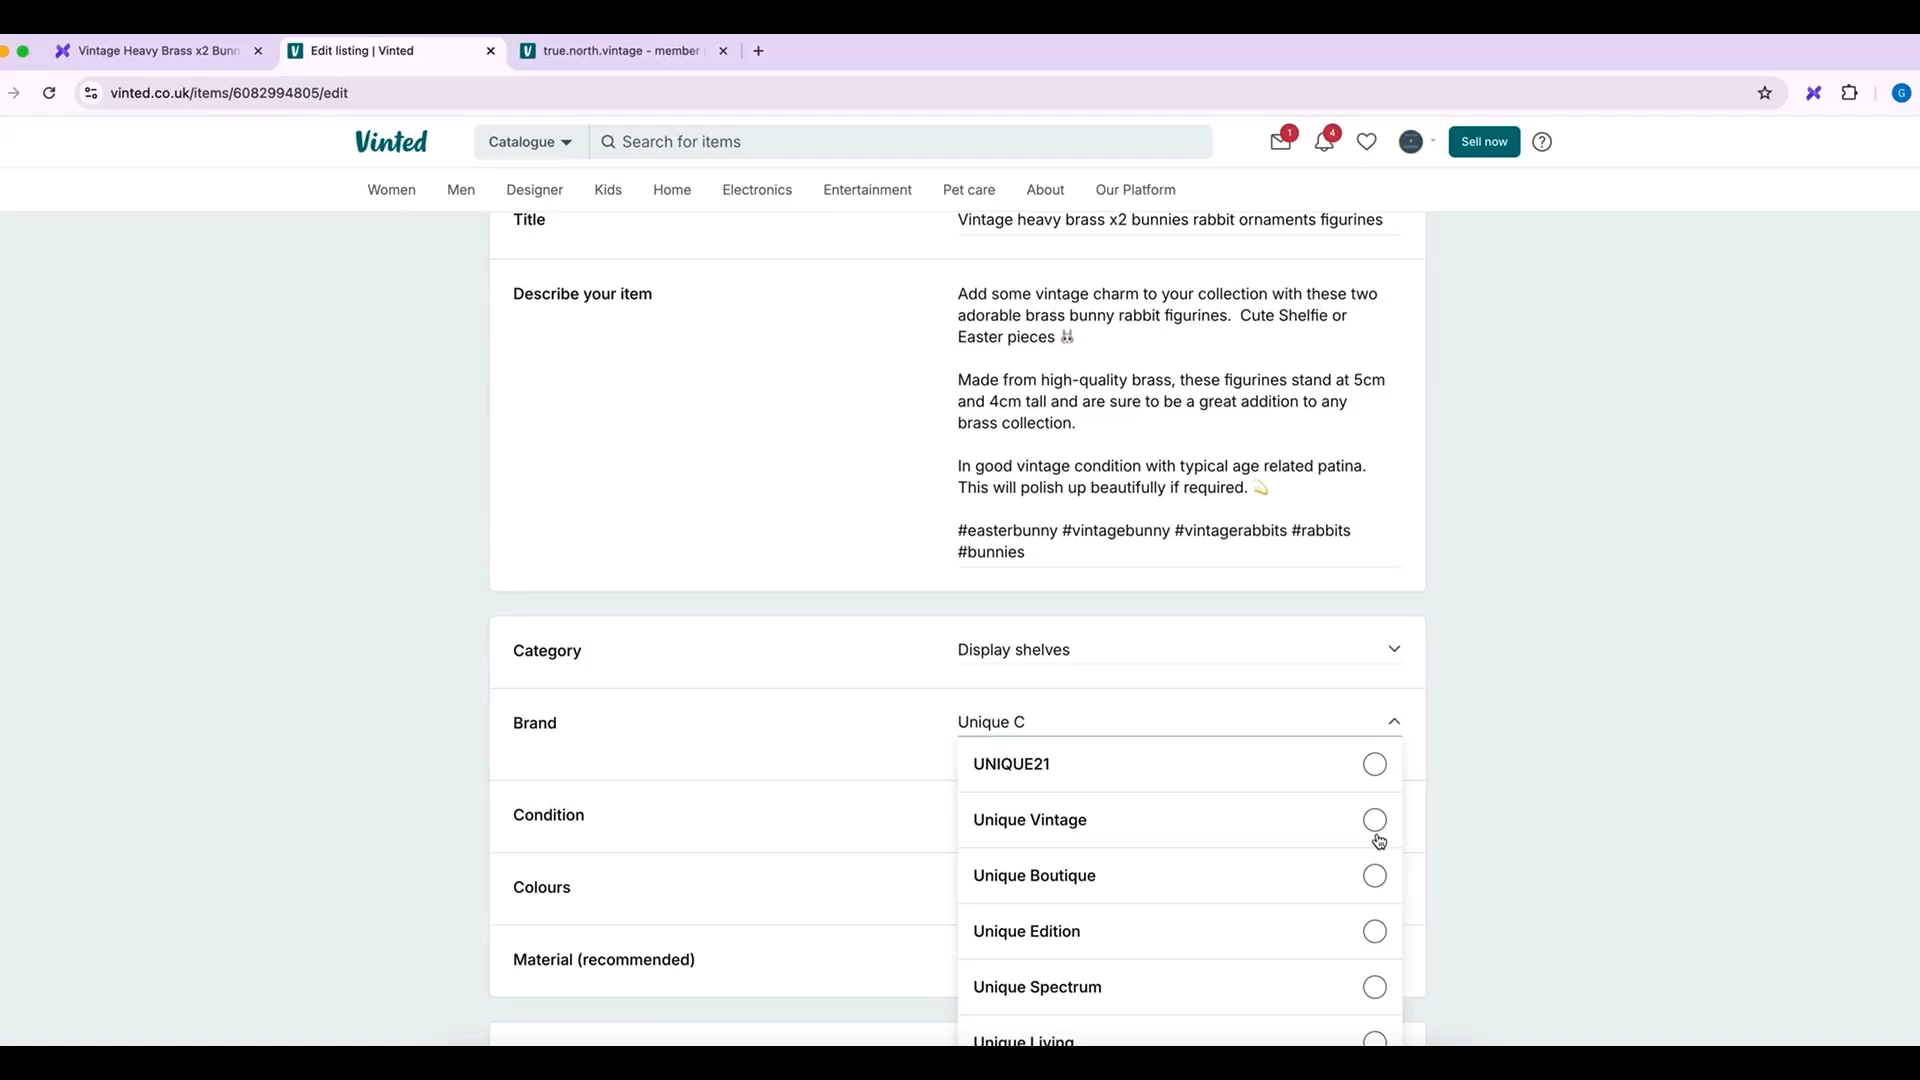 Vintage Heavy Brass x2 Bunn
Edit listing | Vinted
true.north.vintage - member
vinted.co.uk/items/6082994805/edit
G
Vinted
Catalogue
Search for items
1
4
Sell now
Women
Men
Designer
Kids
Home
Electronics
Entertainment
Pet care
About
Our Platform
Title
Vintage heavy brass x2 bunnies rabbit ornaments figurines
Describe your item
Add some vintage charm to your collection with these two
adorable brass bunny rabbit figurines.  Cute Shelfie or
Easter pieces 🐰
Made from high-quality brass, these figurines stand at 5cm
and 4cm tall and are sure to be a great addition to any
brass collection.
In good vintage condition with typical age related patina.
This will polish up beautifully if required. 💫
#easterbunny #vintagebunny #vintagerabbits #rabbits
#bunnies
Category
Display shelves
Brand
Unique C
UNIQUE21
Unique Vintage
Condition
Unique Boutique
Colours
Unique Edition
Material (recommended)
Unique Spectrum
Unique Living